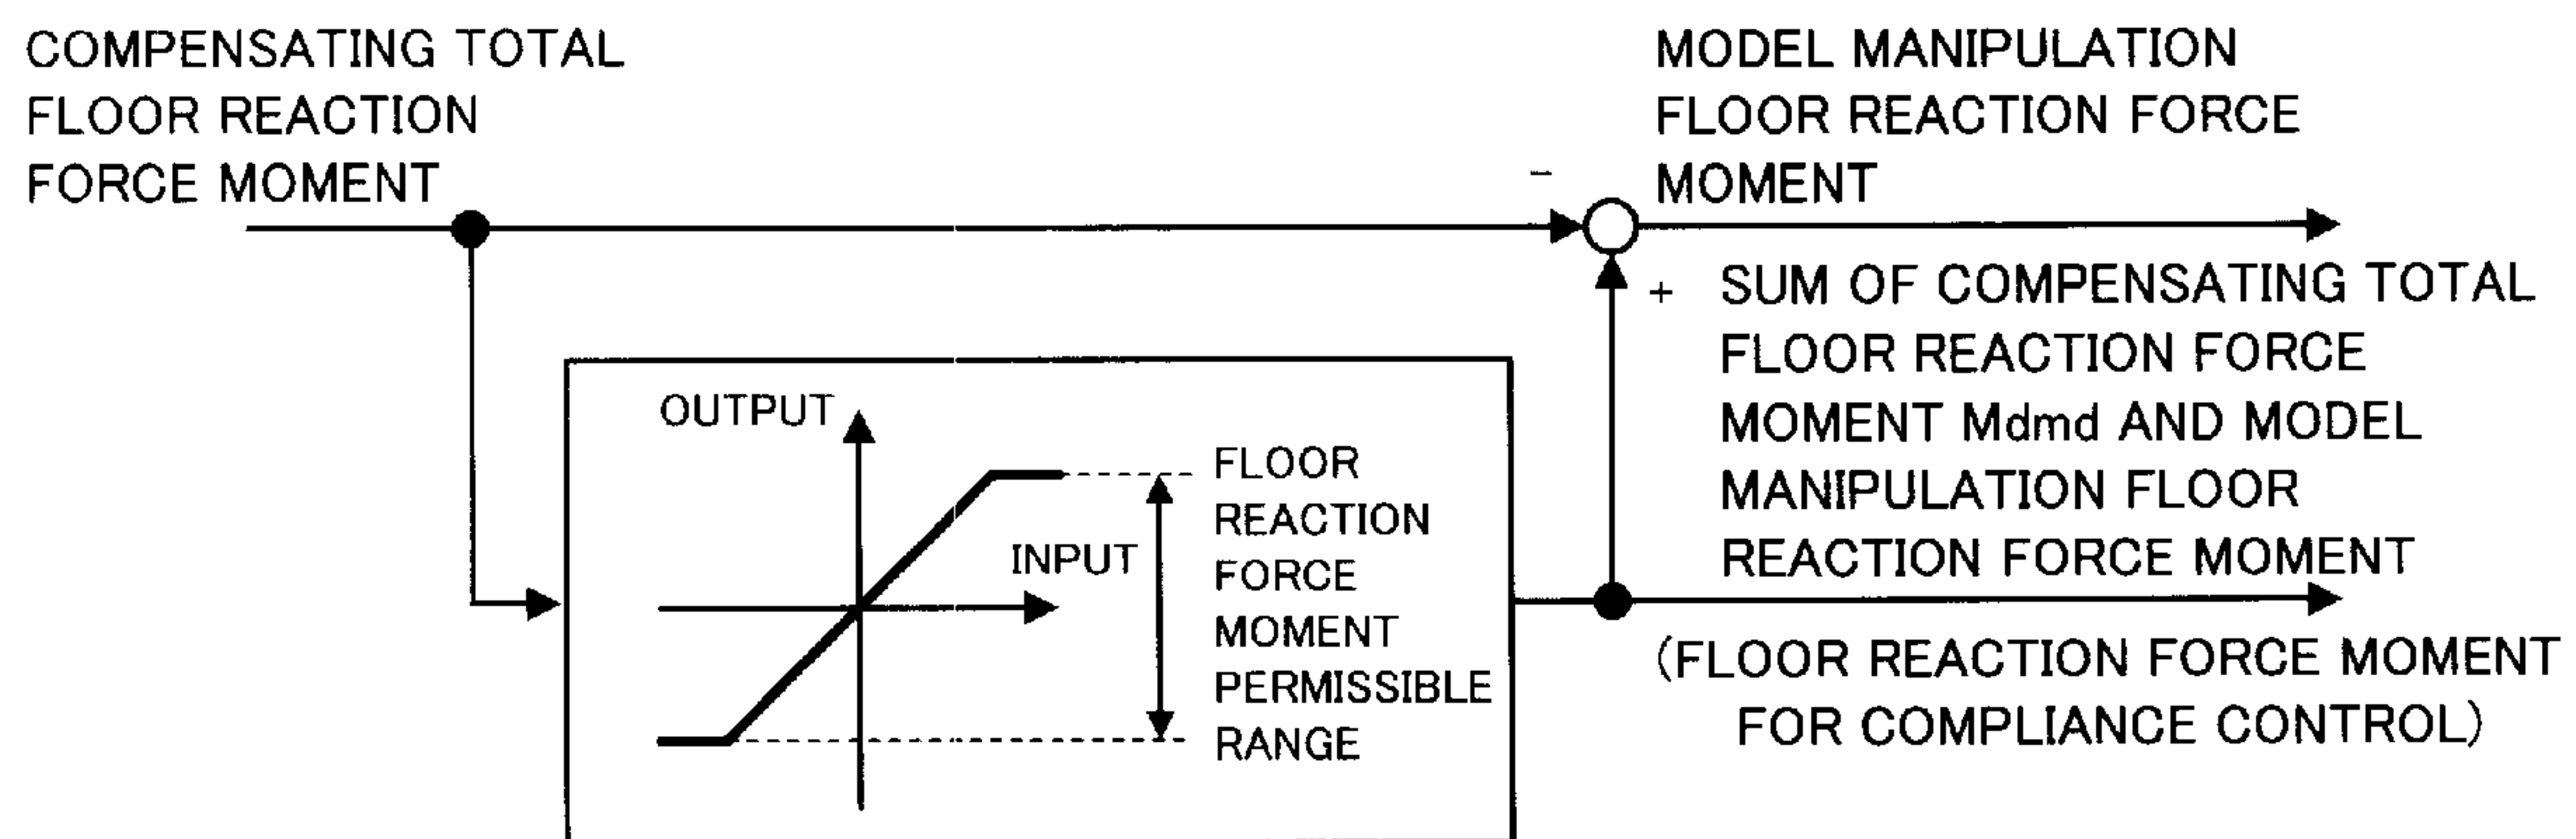 COMPENSATING TOTAL
FLOOR REACTION
FORCE MOMENT
MODEL MANIPULATION
FLOOR REACTION FORCE
MOMENT
-
+
SUM OF COMPENSATING TOTAL
FLOOR REACTION FORCE
MOMENT Mdmd AND MODEL
MANIPULATION FLOOR
REACTION FORCE MOMENT
(FLOOR REACTION FORCE MOMENT
FOR COMPLIANCE CONTROL)
OUTPUT
INPUT
FLOOR
REACTION
FORCE
MOMENT
PERMISSIBLE
RANGE